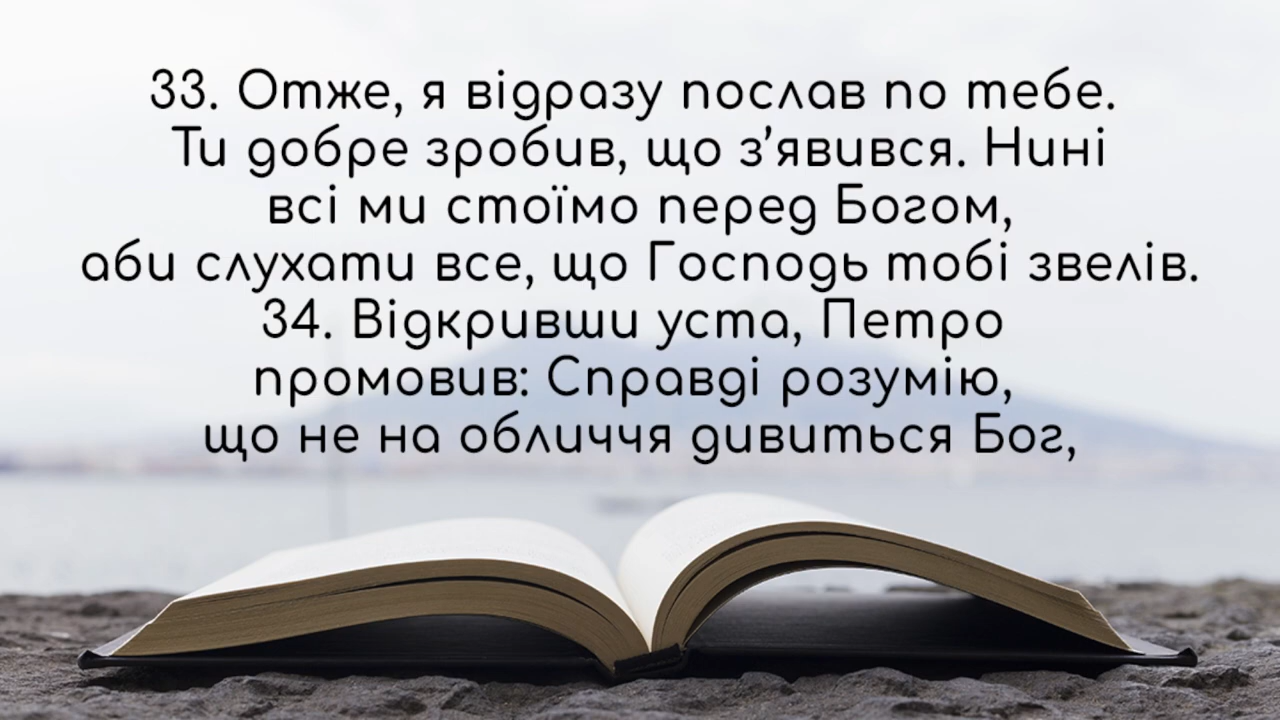 33. Отже, я відразу послав по тебе.
Ти добре зробив, що з’явився. Нині
всі ми стоїмо перед Богом,
аби слухати все, що Господь тобі звелів.
34. Відкривши уста, Петро
промовив: Справді розумію,
що не на обличчя дивиться Бог,